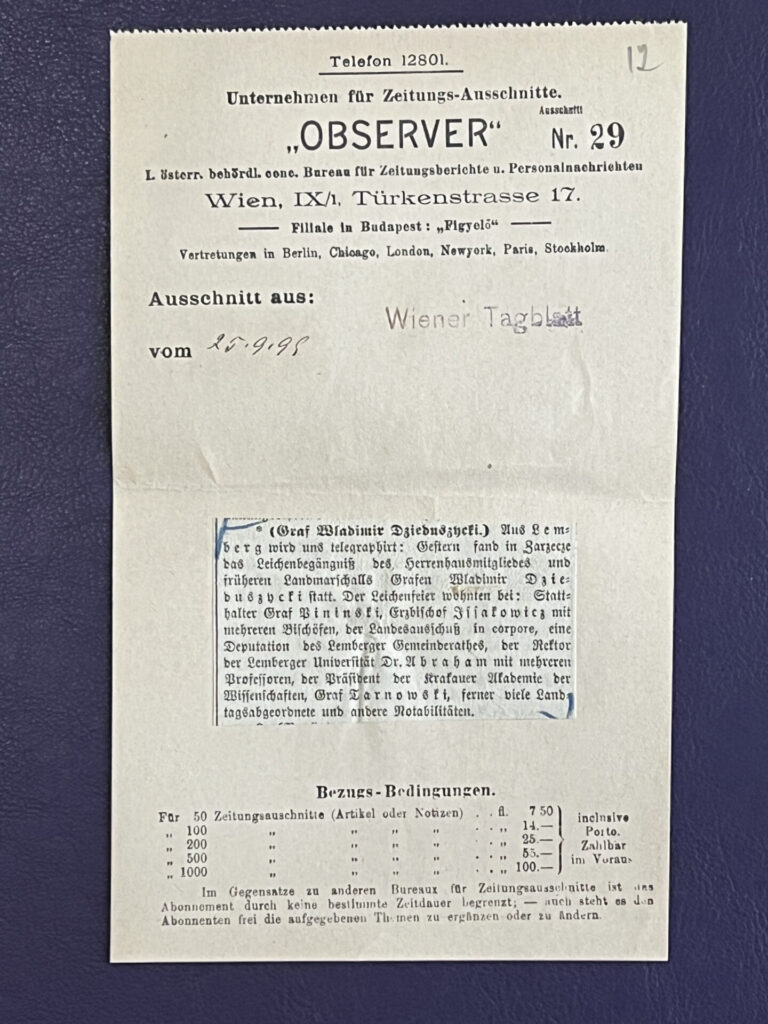 Telefon 12801.
12
Unternehmen für Zeitungs-Ausschnitte.
Ausschnitt
„OBSERVER“ Nr. 29
I. österr. behördl. conc. Bureau für Zeitungsberichte u. Personalnachrichten
Wien, IX/1, Türkenstrasse 17.
Filiale in Budapest: „Figyelő“
Vertretungen in Berlin, Chicago, London, Newyork, Paris, Stockholm.
Ausschnitt aus:
Wiener Tagblatt
vom 25.9.99
* (Graf Wladimir Dzieduszycki.) Aus Lem-
berg wird uns telegraphirt: Gestern fand in Zarzecze
das Leichenbegängniß des Herrenhausmitgliedes und
früheren Landmarschalls Grafen Wladimir Dzie-
duszycki statt. Der Leichenfeier wohnten bei: Statt-
halter Graf Pininski, Erzbischof Issakowicz mit
mehreren Bischöfen, der Landesausschuß in corpore, eine
Deputation des Lemberger Gemeinderathes, der Rektor
der Lemberger Universität Dr. Abraham mit mehreren
Professoren, der Präsident der Krakauer Akademie der
Wissenschaften, Graf Tarnowski, ferner viele Land-
tagsabgeordnete und andere Notabilitäten.
Bezugs-Bedingungen.
Für 50 Zeitungsauschnitte (Artikel oder Notizen) . . fl. 7 50
„ 100 „ „ „ „ . . „ 14.—
„ 200 „ „ „ „ . . „ 25.—
„ 500 „ „ „ „ . . „ 55.—
„ 1000 „ „ „ „ . . „ 100.—
inclusive
Porto.
Zahlbar
im Voraus
Im Gegensatze zu anderen Bureaux für Zeitungsausschnitte ist das
Abonnement durch keine bestimmte Zeitdauer begrenzt; — auch steht es den
Abonnenten frei die aufgegebenen Themen zu ergänzen oder zu ändern.